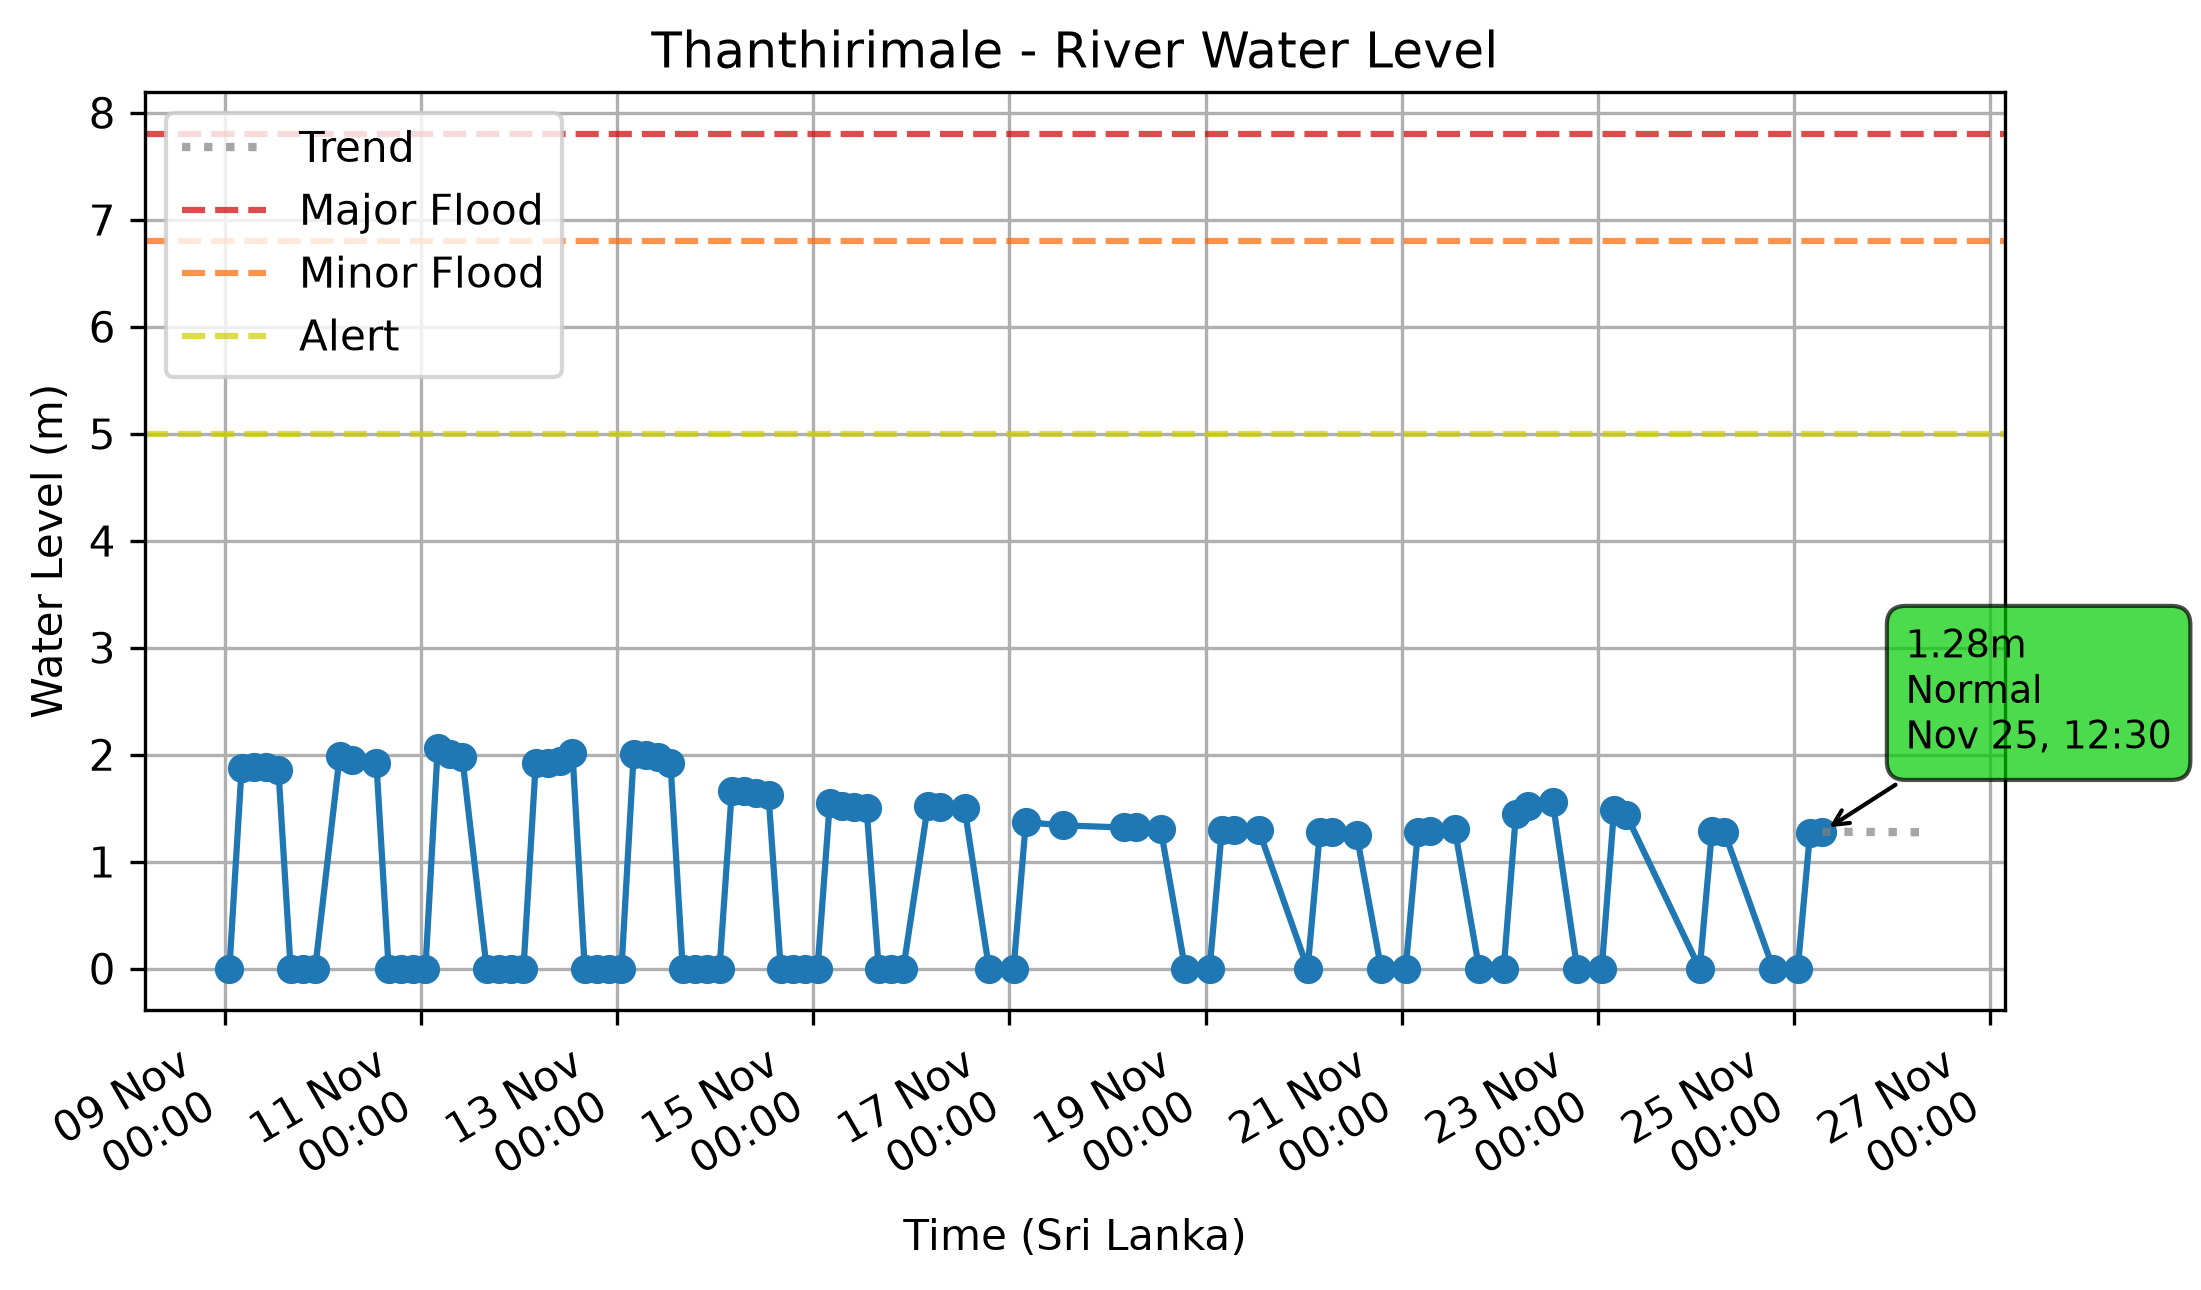 Thanthirimale - River Water Level
8
7
6
5
4
3
2
1
0
Water Level (m)
Trend
Major Flood
Minor Flood
Alert
1.28m
Normal
Nov 25, 12:30
09 Nov
00:00
11 Nov
00:00
13 Nov
00:00
15 Nov
00:00
17 Nov
00:00
19 Nov
00:00
21 Nov
00:00
23 Nov
00:00
25 Nov
00:00
27 Nov
00:00
Time (Sri Lanka)